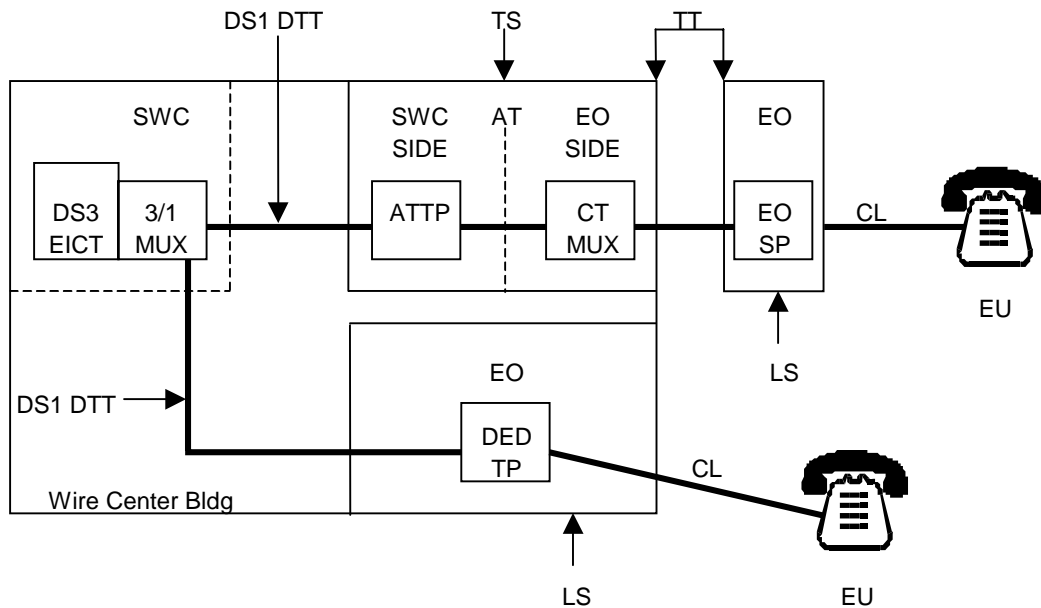 DS1 DTT
TS
TT
SWC
SWC
SIDE
AT
EO
SIDE
EO
DS3
EICT
3/1
MUX
ATTP
CT
MUX
EO
SP
CL
EU
LS
EO
DS1 DTT
DED
TP
CL
Wire Center Bldg
LS
EU